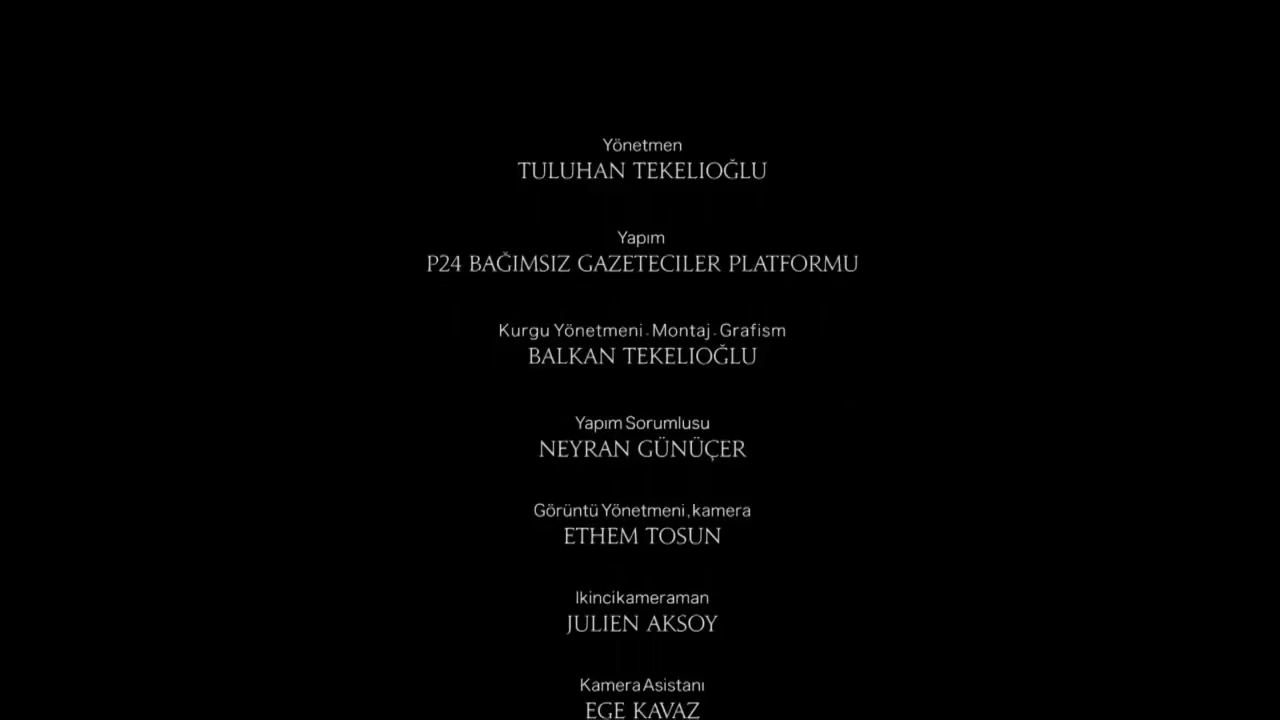 Yönetmen
TULUHAN TEKELIOĞLU
Yapım
P24 BAĞIMSIZ GAZETECILER PLATFORMU
Kurgu Yönetmeni - Montaj - Grafism
BALKAN TEKELIOĞLU
Yapım Sorumlusu
NEYRAN GÜNÜÇER
Görüntü Yönetmeni , kamera
ETHEM TOSUN
Ikincikameraman
JULIEN AKSOY
Kamera Asistanı
EGE KAVAZ